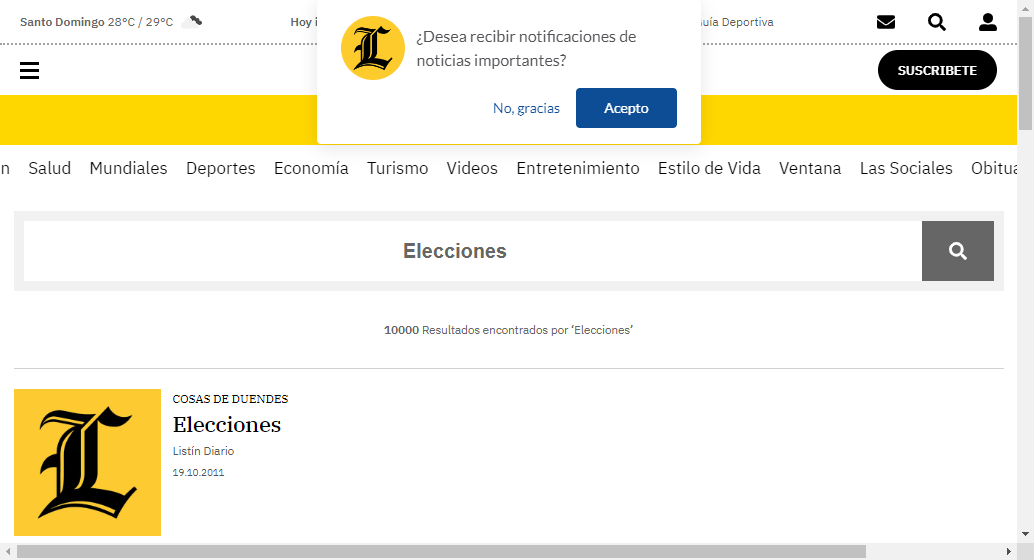 Santo Domingo 28°C / 29°C
Hoy
¿Desea recibir notificaciones de
noticias importantes?
No, gracias
Acepto
uía Deportiva
SUSCRIBETE
n Salud Mundiales Deportes Economía Turismo Videos Entretenimiento Estilo de Vida Ventana Las Sociales Obitua
Elecciones
10000 Resultados encontrados por 'Elecciones'
COSAS DE DUENDES
Elecciones
Listín Diario
19.10.2011